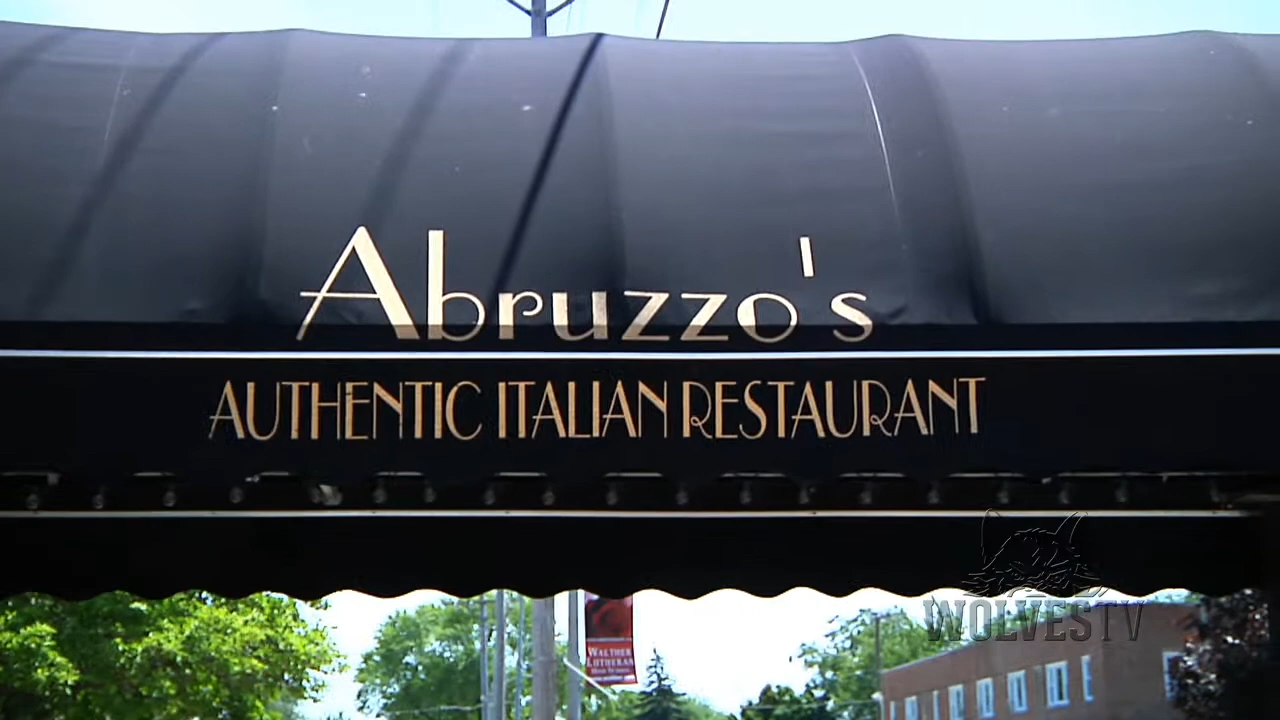 Abruzzo's
AUTHENTIC ITALIAN RESTAURANT
WALTHER
LUTHERAN
WOLVESTV